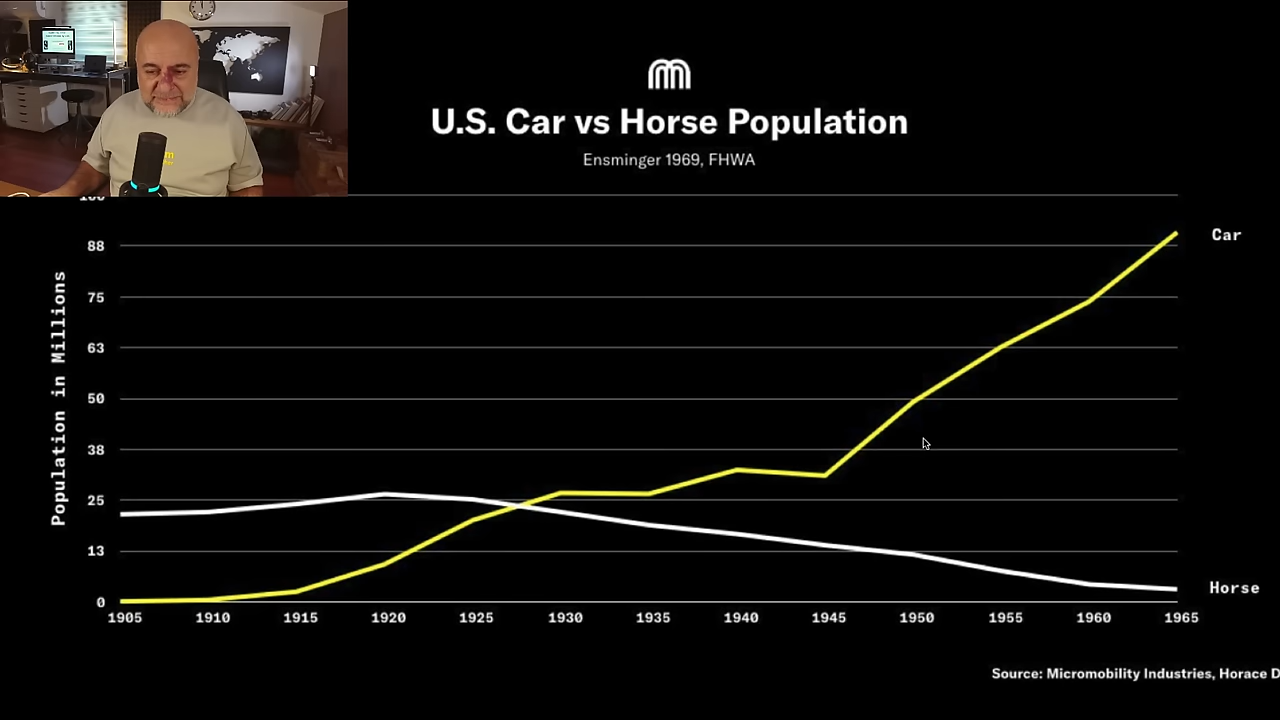 U.S. Car vs Horse Population
Ensminger 1969, FHWA
Population in Millions
100
88
75
63
50
38
25
13
0
1905 1910 1915 1920 1925 1930 1935 1940 1945 1950 1955 1960 1965
Car
Horse
Source: Micromobility Industries, Horace D